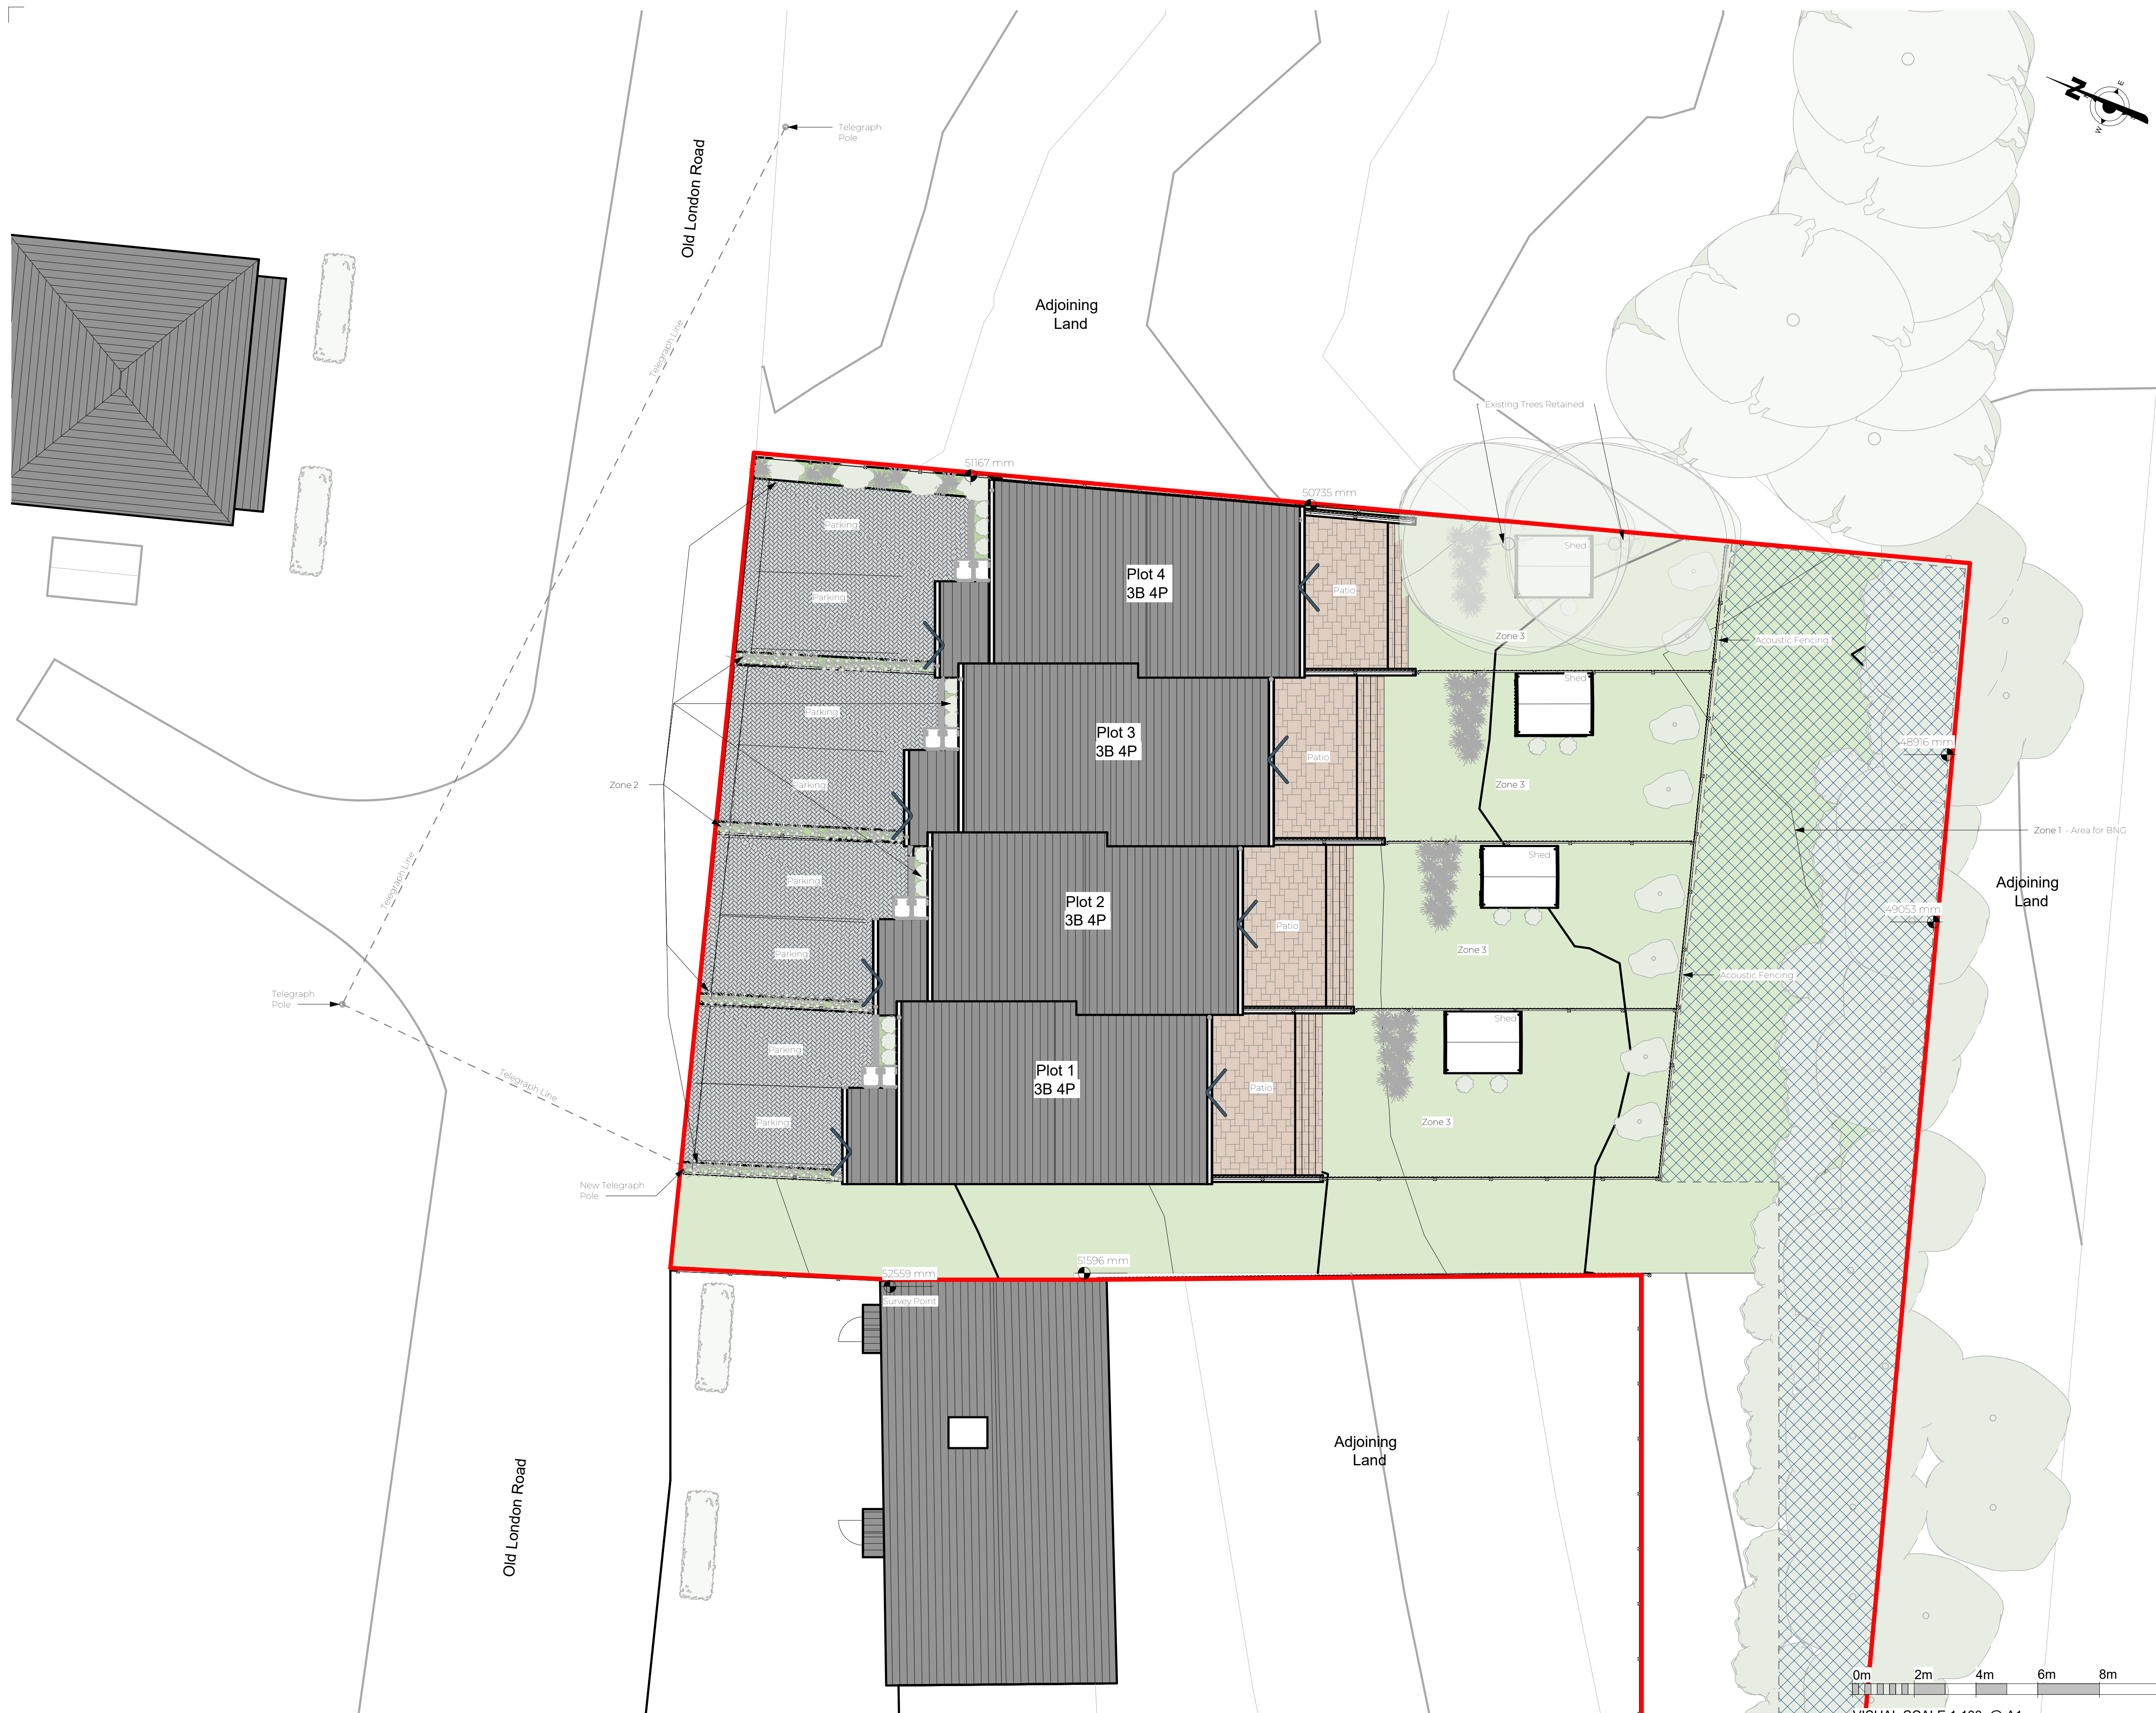 N
E
W
Telegraph
Pole
Old London Road
Telegraph Line
Adjoining
Land
Existing Trees Retained
51167 mm
50735 mm
Parking
Parking
Plot 4
3B 4P
Patio
Shed
Zone 3
Acoustic Fencing
Parking
Parking
Plot 3
3B 4P
Patio
Shed
Zone 3
48916 mm
Zone 2
Zone 1 - Area for BNG
Parking
Parking
Plot 2
3B 4P
Patio
Shed
Zone 3
49053 mm
Adjoining
Land
Acoustic Fencing
Telegraph Line
Telegraph
Pole
Telegraph Line
Parking
Parking
Plot 1
3B 4P
Patio
Shed
Zone 3
New Telegraph
Pole
52559 mm
Survey Point
51596 mm
Adjoining
Land
Old London Road
0m 2m 4m 6m 8m